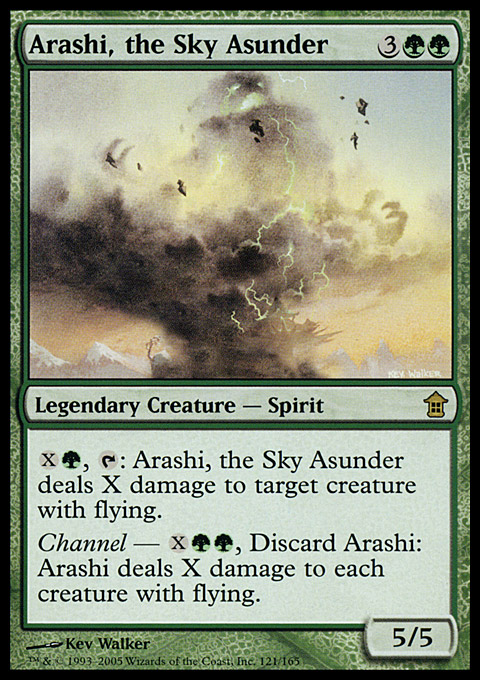 Arashi, the Sky Asunder 3
KEV WALKER
Legendary Creature — Spirit
X , : Arashi, the Sky Asunder
deals X damage to target creature
with flying.
Channel — X , Discard Arashi:
Arashi deals X damage to each
creature with flying.
Kev Walker
5/5
™ & © 1993–2005 Wizards of the Coast, Inc. 121/165